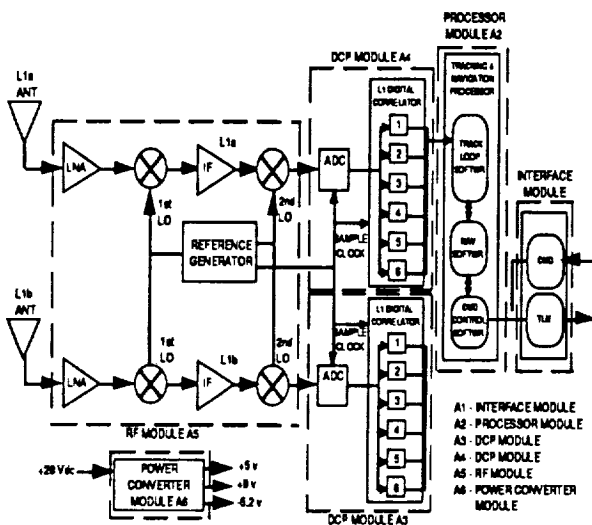 PROCESSOR
MODULE A2
DCP MODULE A4
L1a
ANT
L1 DIGITAL
CORRELATOR
TRACKING &
NAVIGATION
PROCESSOR
1
2
3
4
5
6
LNA
IF
L1a
ADC
TRACK
LOOP
SOFTWR
INTERFACE
MODULE
1st
LO
2nd
LO
REFERENCE
GENERATOR
SAMPLE
CLOCK
NAV
SOFTWR
CMD
L1b
ANT
CMD
CONTROL
SOFTWR
TLM
L1 DIGITAL
CORRELATOR
1st
LO
2nd
LO
SAMPLE
CLOCK
1
2
3
4
5
6
LNA
IF
L1b
ADC
RF MODULE A5
A1 - INTERFACE MODULE
A2 - PROCESSOR MODULE
A3 - DCP MODULE
A4 - DCP MODULE
A5 - RF MODULE
A6 - POWER CONVERTER
MODULE
+28 Vdc
POWER
CONVERTER
MODULE A6
+5 v
-5.2 v
DCP MODULE A3